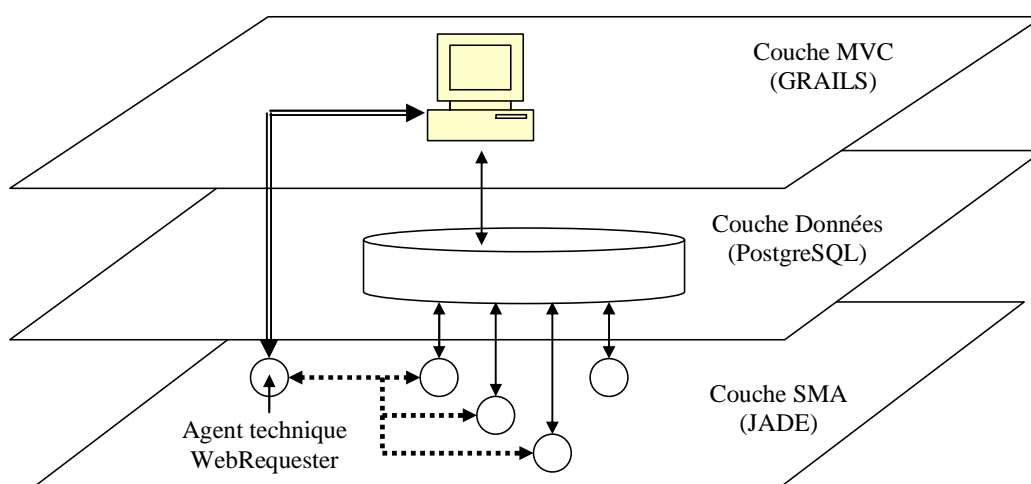 Couche MVC
(GRAILS)
Couche Données
(PostgreSQL)
Couche SMA
(JADE)
Agent technique
WebRequester